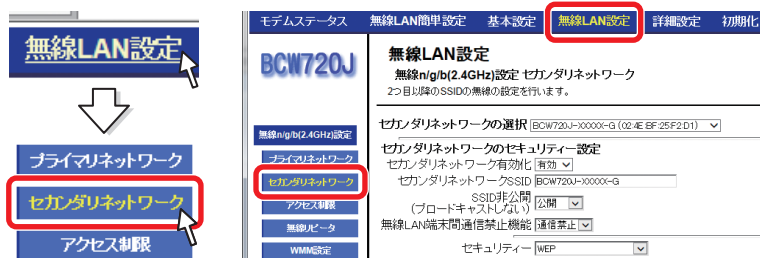 無線LAN設定
プライマリネットワーク
セカンダリネットワーク
アクセス制限
モデムステータス 無線LAN簡単設定 基本設定 無線LAN設定 詳細設定 初期化
BCW720J
無線LAN設定
無線n/g/b(2.4GHz)設定 セカンダリネットワーク
2つ目以降のSSIDの無線の設定を行います。
無線n/g/b(2.4GHz)設定
プライマリネットワーク
セカンダリネットワーク
アクセス制限
無線リピータ
WMM設定
セカンダリネットワークの選択 BCW720J-XXXXX-G (02:4E:BF:25:F2:D1)
セカンダリネットワークのセキュリティー設定
セカンダリネットワーク有効化 有効
セカンダリネットワークSSID BCW720J-XXXXX-G
SSID非公開
(ブロードキャストしない) 公開
無線LAN端末間通信禁止機能 通信禁止
セキュリティー WEP